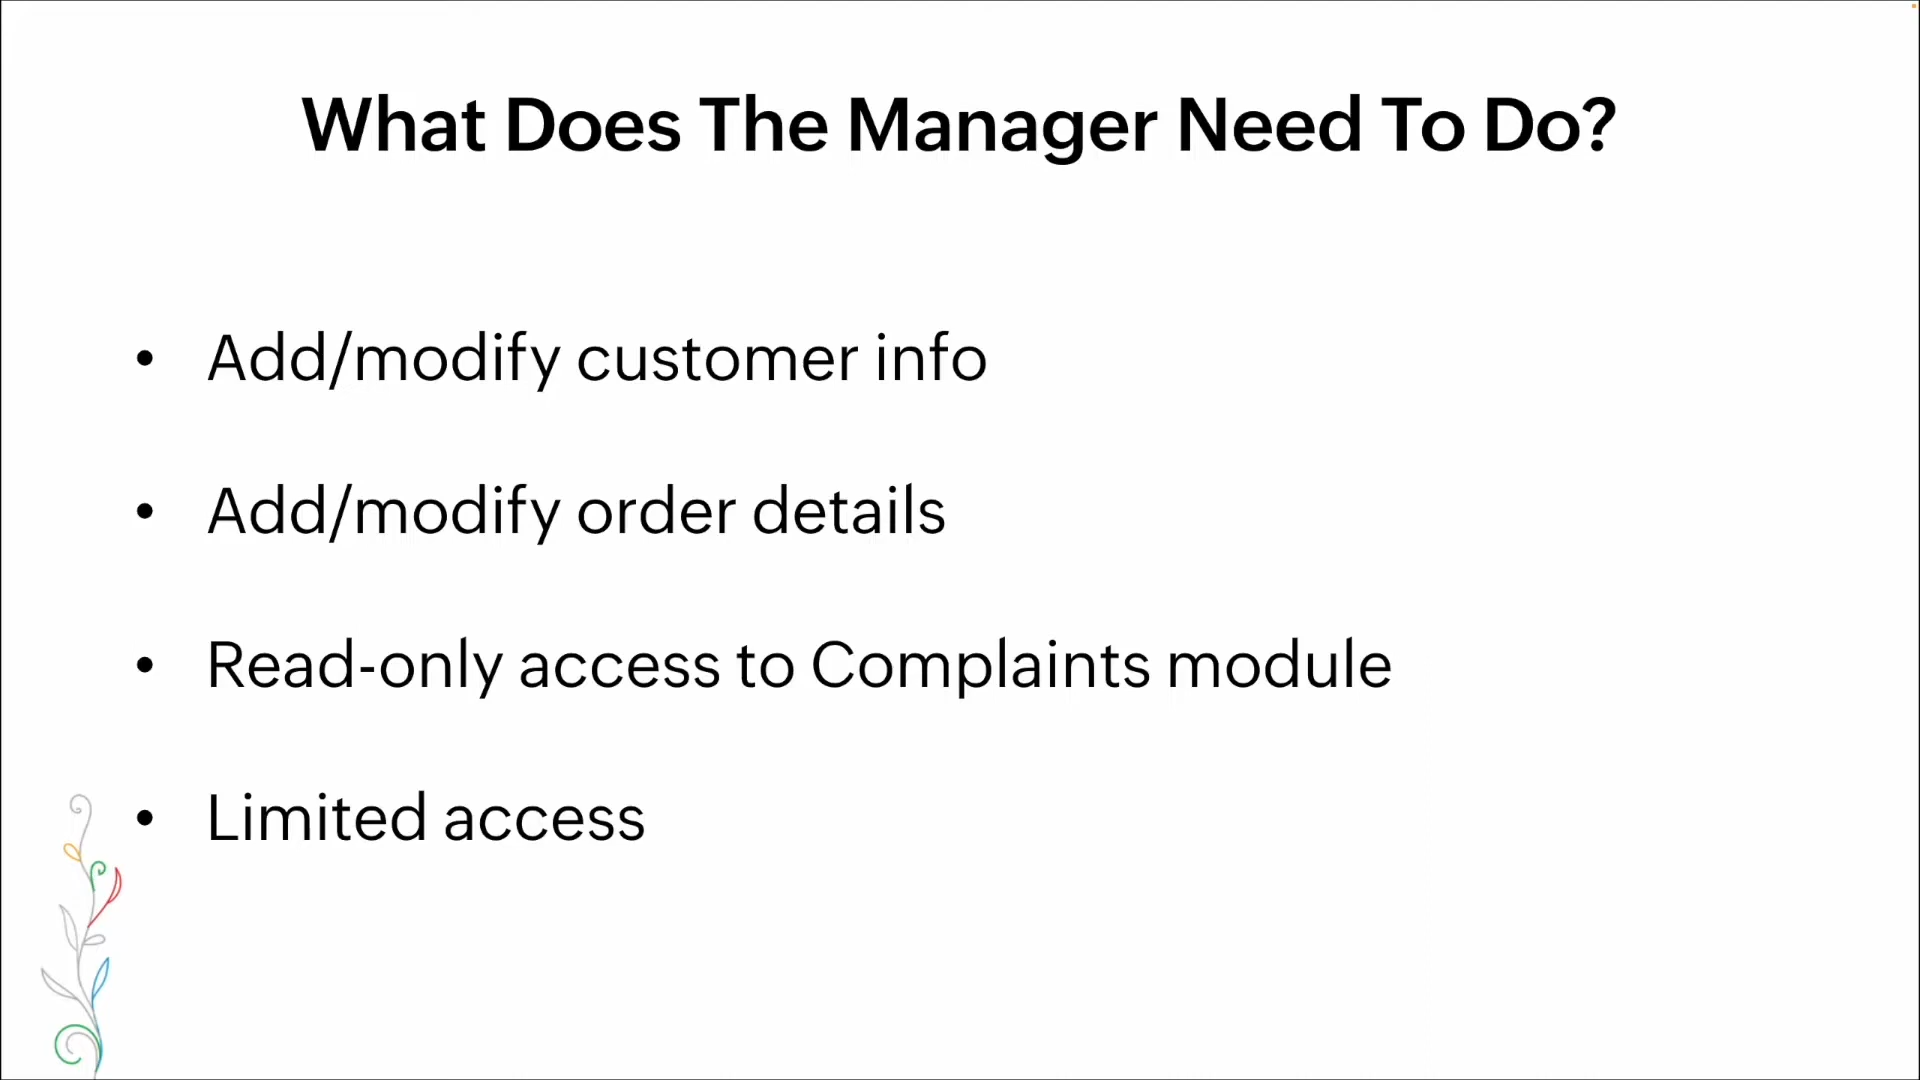 What Does The Manager Need To Do?
• Add/modify customer info
• Add/modify order details
• Read-only access to Complaints module
• Limited access